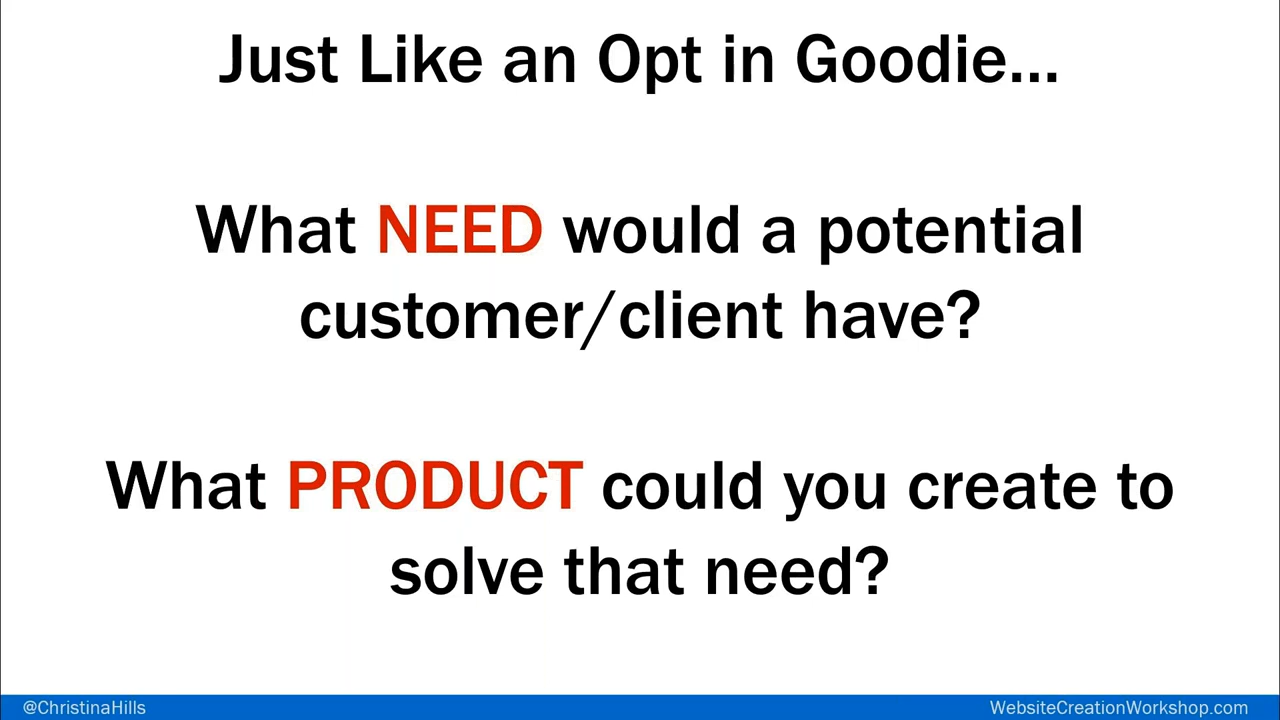 Just Like an Opt in Goodie...
What NEED would a potential
customer/client have?
What PRODUCT could you create to
solve that need?
@ChristinaHills
WebsiteCreationWorkshop.com